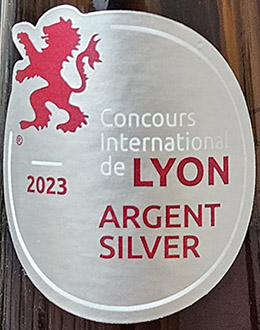 Concours
International
de LYON
®
2023
ARGENT
SILVER